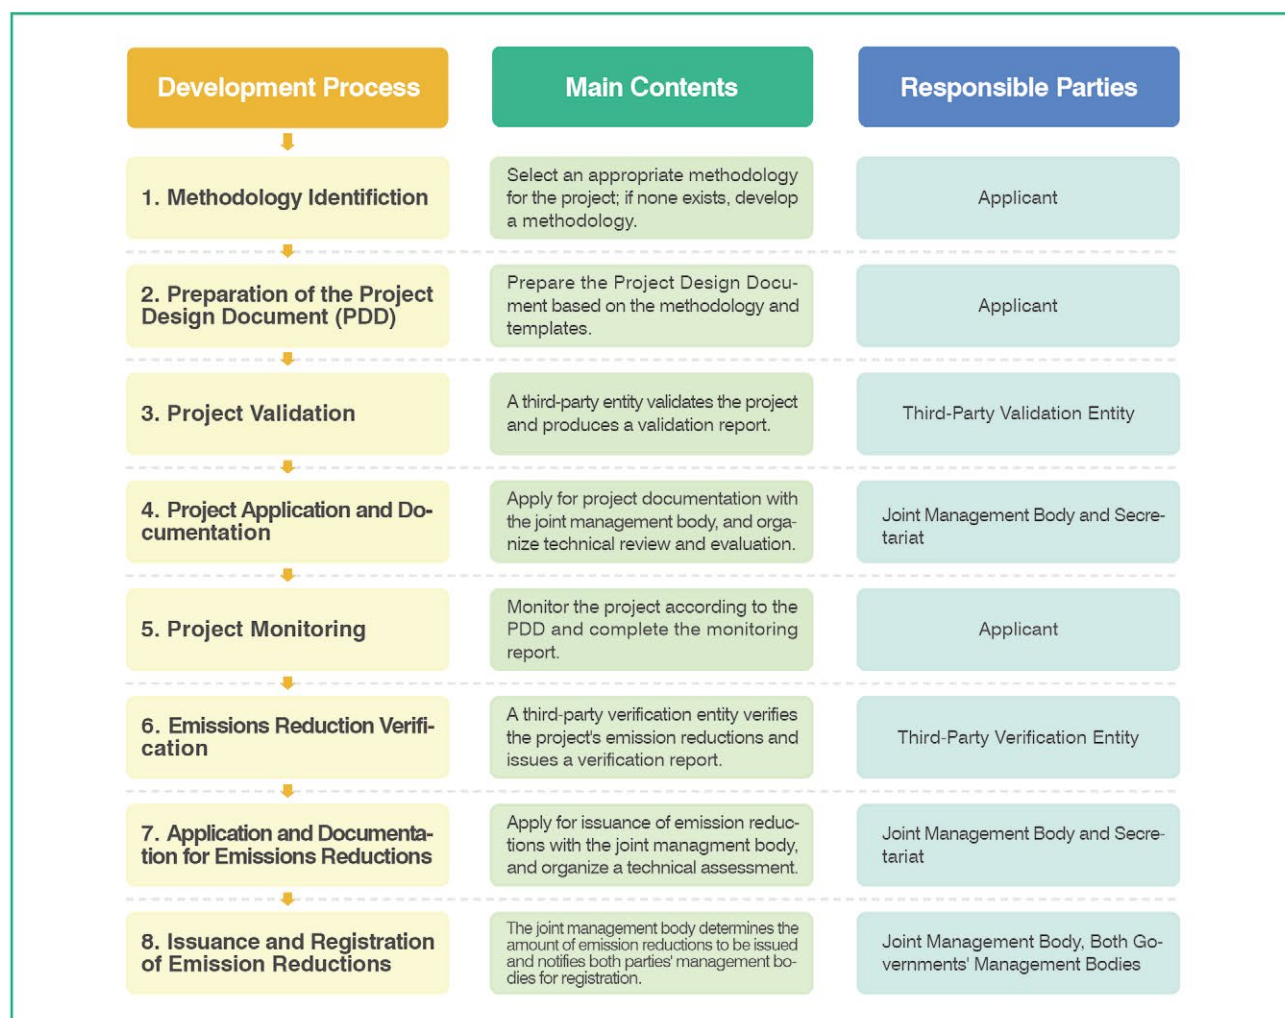 Development Process
Main Contents
Responsible Parties
1. Methodology Identifiction
Select an appropriate methodology
for the project; if none exists, develop
a methodology.
Applicant
2. Preparation of the Project
Design Document (PDD)
Prepare the Project Design Docu-
ment based on the methodology and
templates.
Applicant
3. Project Validation
A third-party entity validates the project
and produces a validation report.
Third-Party Validation Entity
4. Project Application and Do-
cumentation
Apply for project documentation with
the joint management body, and orga-
nize technical review and evaluation.
Joint Management Body and Secre-
tariat
5. Project Monitoring
Monitor the project according to the
PDD and complete the monitoring
report.
Applicant
6. Emissions Reduction Verifi-
cation
A third-party verification entity verifies
the project's emission reductions and
issues a verification report.
Third-Party Verification Entity
7. Application and Documenta-
tion for Emissions Reductions
Apply for issuance of emission reduc-
tions with the joint managment body,
and organize a technical assessment.
Joint Management Body and Secre-
tariat
8. Issuance and Registration
of Emission Reductions
The joint management body determines the
amount of emission reductions to be issued
and notifies both parties' management bo-
dies for registration.
Joint Management Body, Both Go-
vernments' Management Bodies